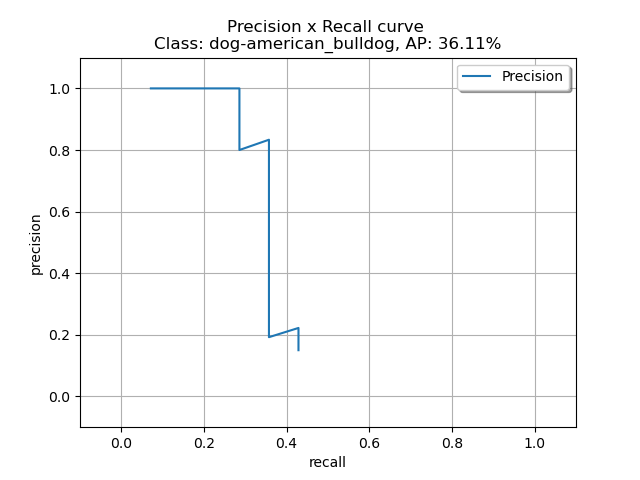 Precision x Recall curve
Class: dog-american_bulldog, AP: 36.11%
Precision
1.0
0.8
0.6
0.4
0.2
0.0
precision
0.0 0.2 0.4 0.6 0.8 1.0
recall